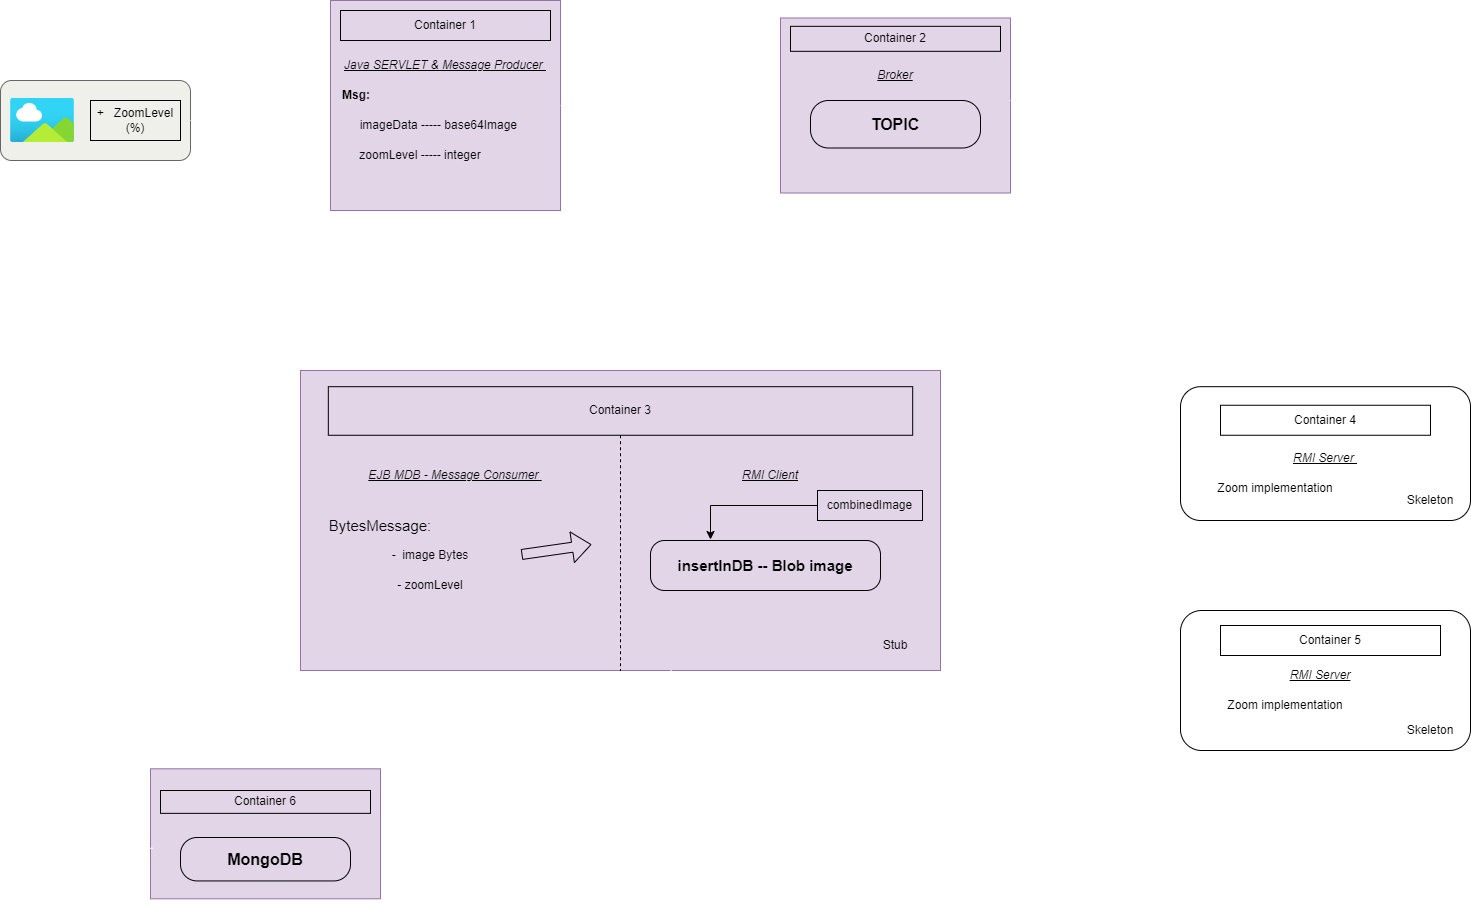 Container 1
Java SERVLET & Message Producer
Msg:
imageData ----- base64Image
zoomLevel ----- integer
Container 2
Broker
TOPIC
+ ZoomLevel
(%)
Container 3
EJB MDB - Message Consumer
BytesMessage:
- image Bytes
- zoomLevel
RMI Client
combinedImage
insertInDB -- Blob image
Stub
Container 4
RMI Server
Zoom implementation
Skeleton
Container 5
RMI Server
Zoom implementation
Skeleton
Container 6
MongoDB